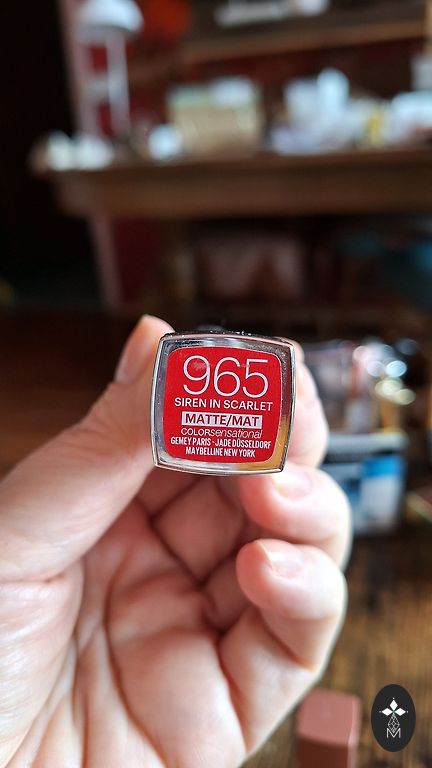 965
SIREN IN SCARLET
MATTE/MAT
COLORsensational
GEMEY PARIS - JADE DÜSSELDORF
MAYBELLINE NEW YORK
M